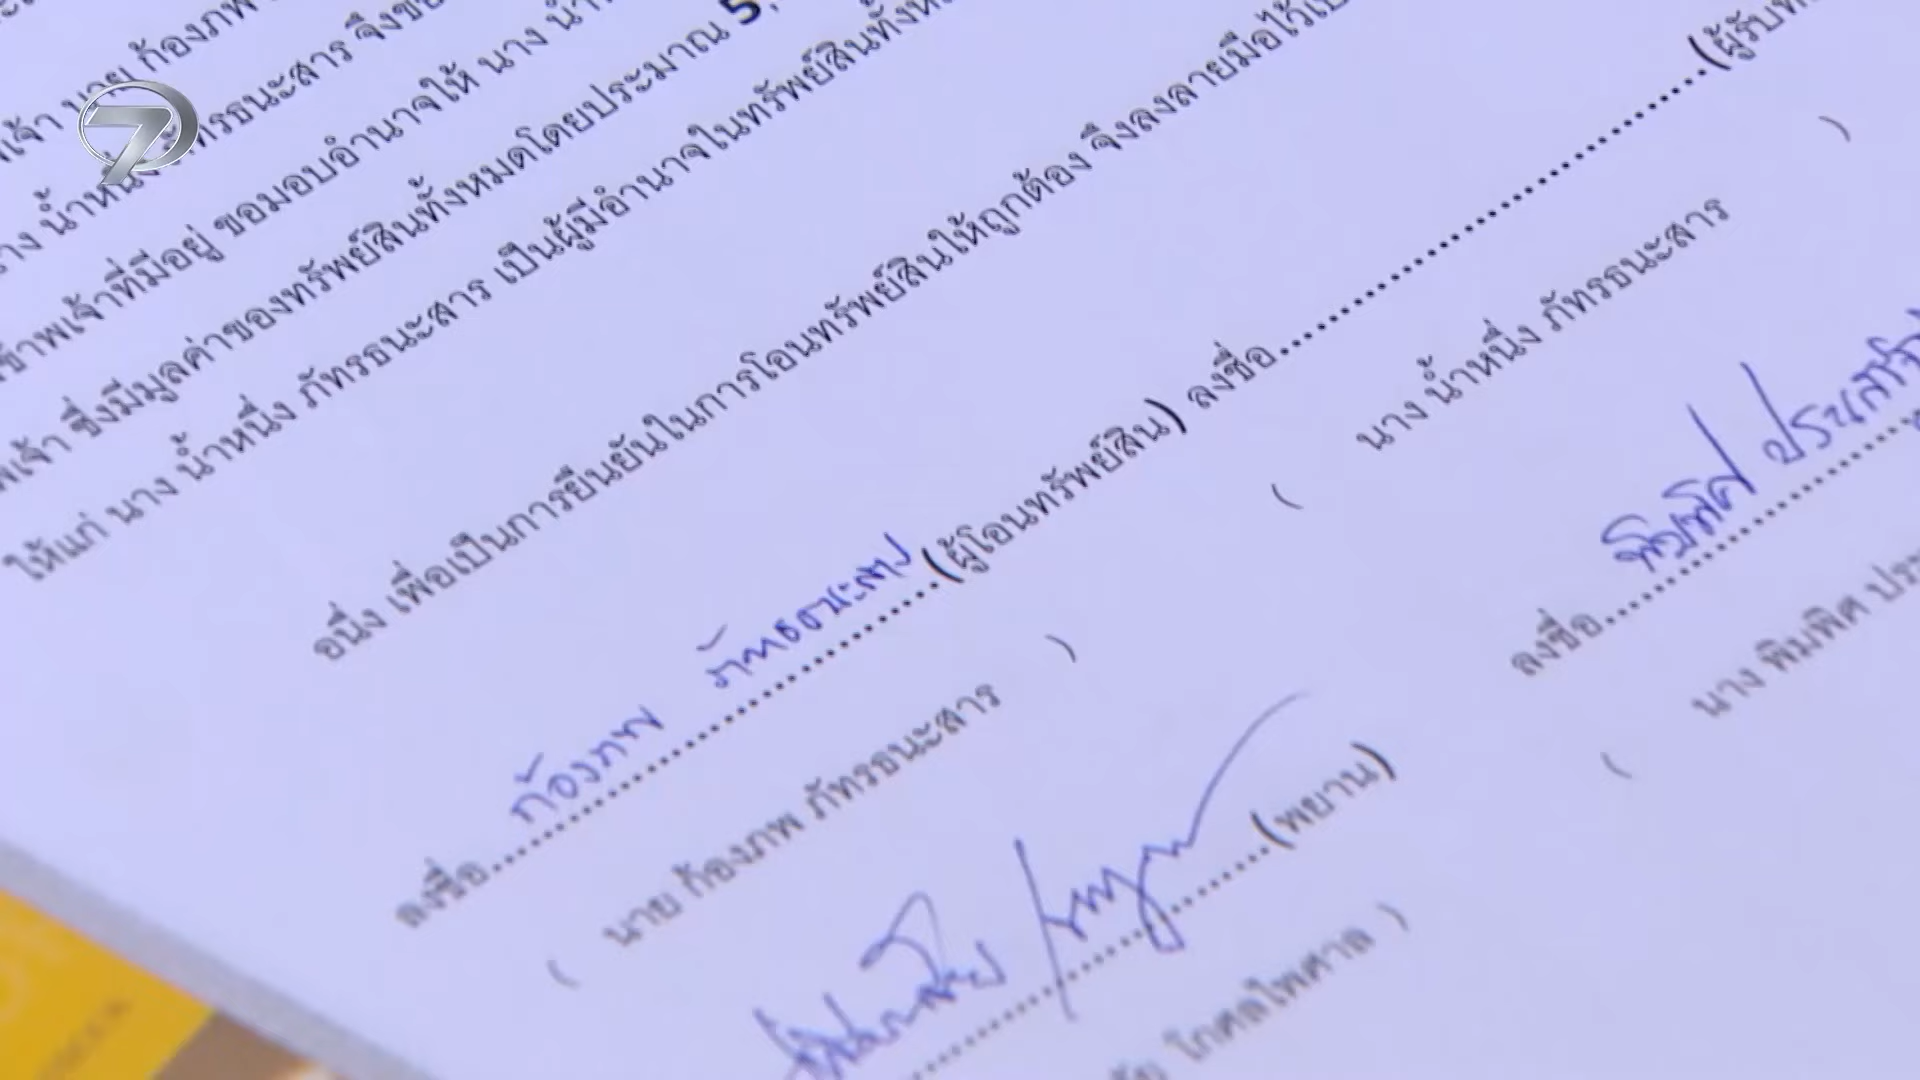 เจ้า นาย ก้องภพ
นาง น้ำหนึ่ง ภัทรธนะสาร จึงขอ
ข้าพเจ้าที่มีอยู่ ขอมอบอำนาจให้ นาง
พเจ้า ซึ่งมีมูลค่าของทรัพย์สินทั้งหมดโดยประมาณ 5,
ให้แก่ นาง น้ำหนึ่ง ภัทรธนะสาร เป็นผู้มีอำนาจในทรัพย์สินทั้งห
อนึ่ง เพื่อเป็นการยืนยันในการโอนทรัพย์สินให้ถูกต้อง จึงลงลายมือไว้เป็
ลงชื่อ ก้องภพ ภัทรธนะสาร (ผู้โอนทรัพย์สิน) ลงชื่อ..........(ผู้รับ
( นาย ก้องภพ ภัทรธนะสาร ) ( นาง น้ำหนึ่ง ภัทรธนะสาร )
(พยาน) ลงชื่อ พิมพ์พิศ
โกศลไพศาล ) ( นาง พิมพิศ
7